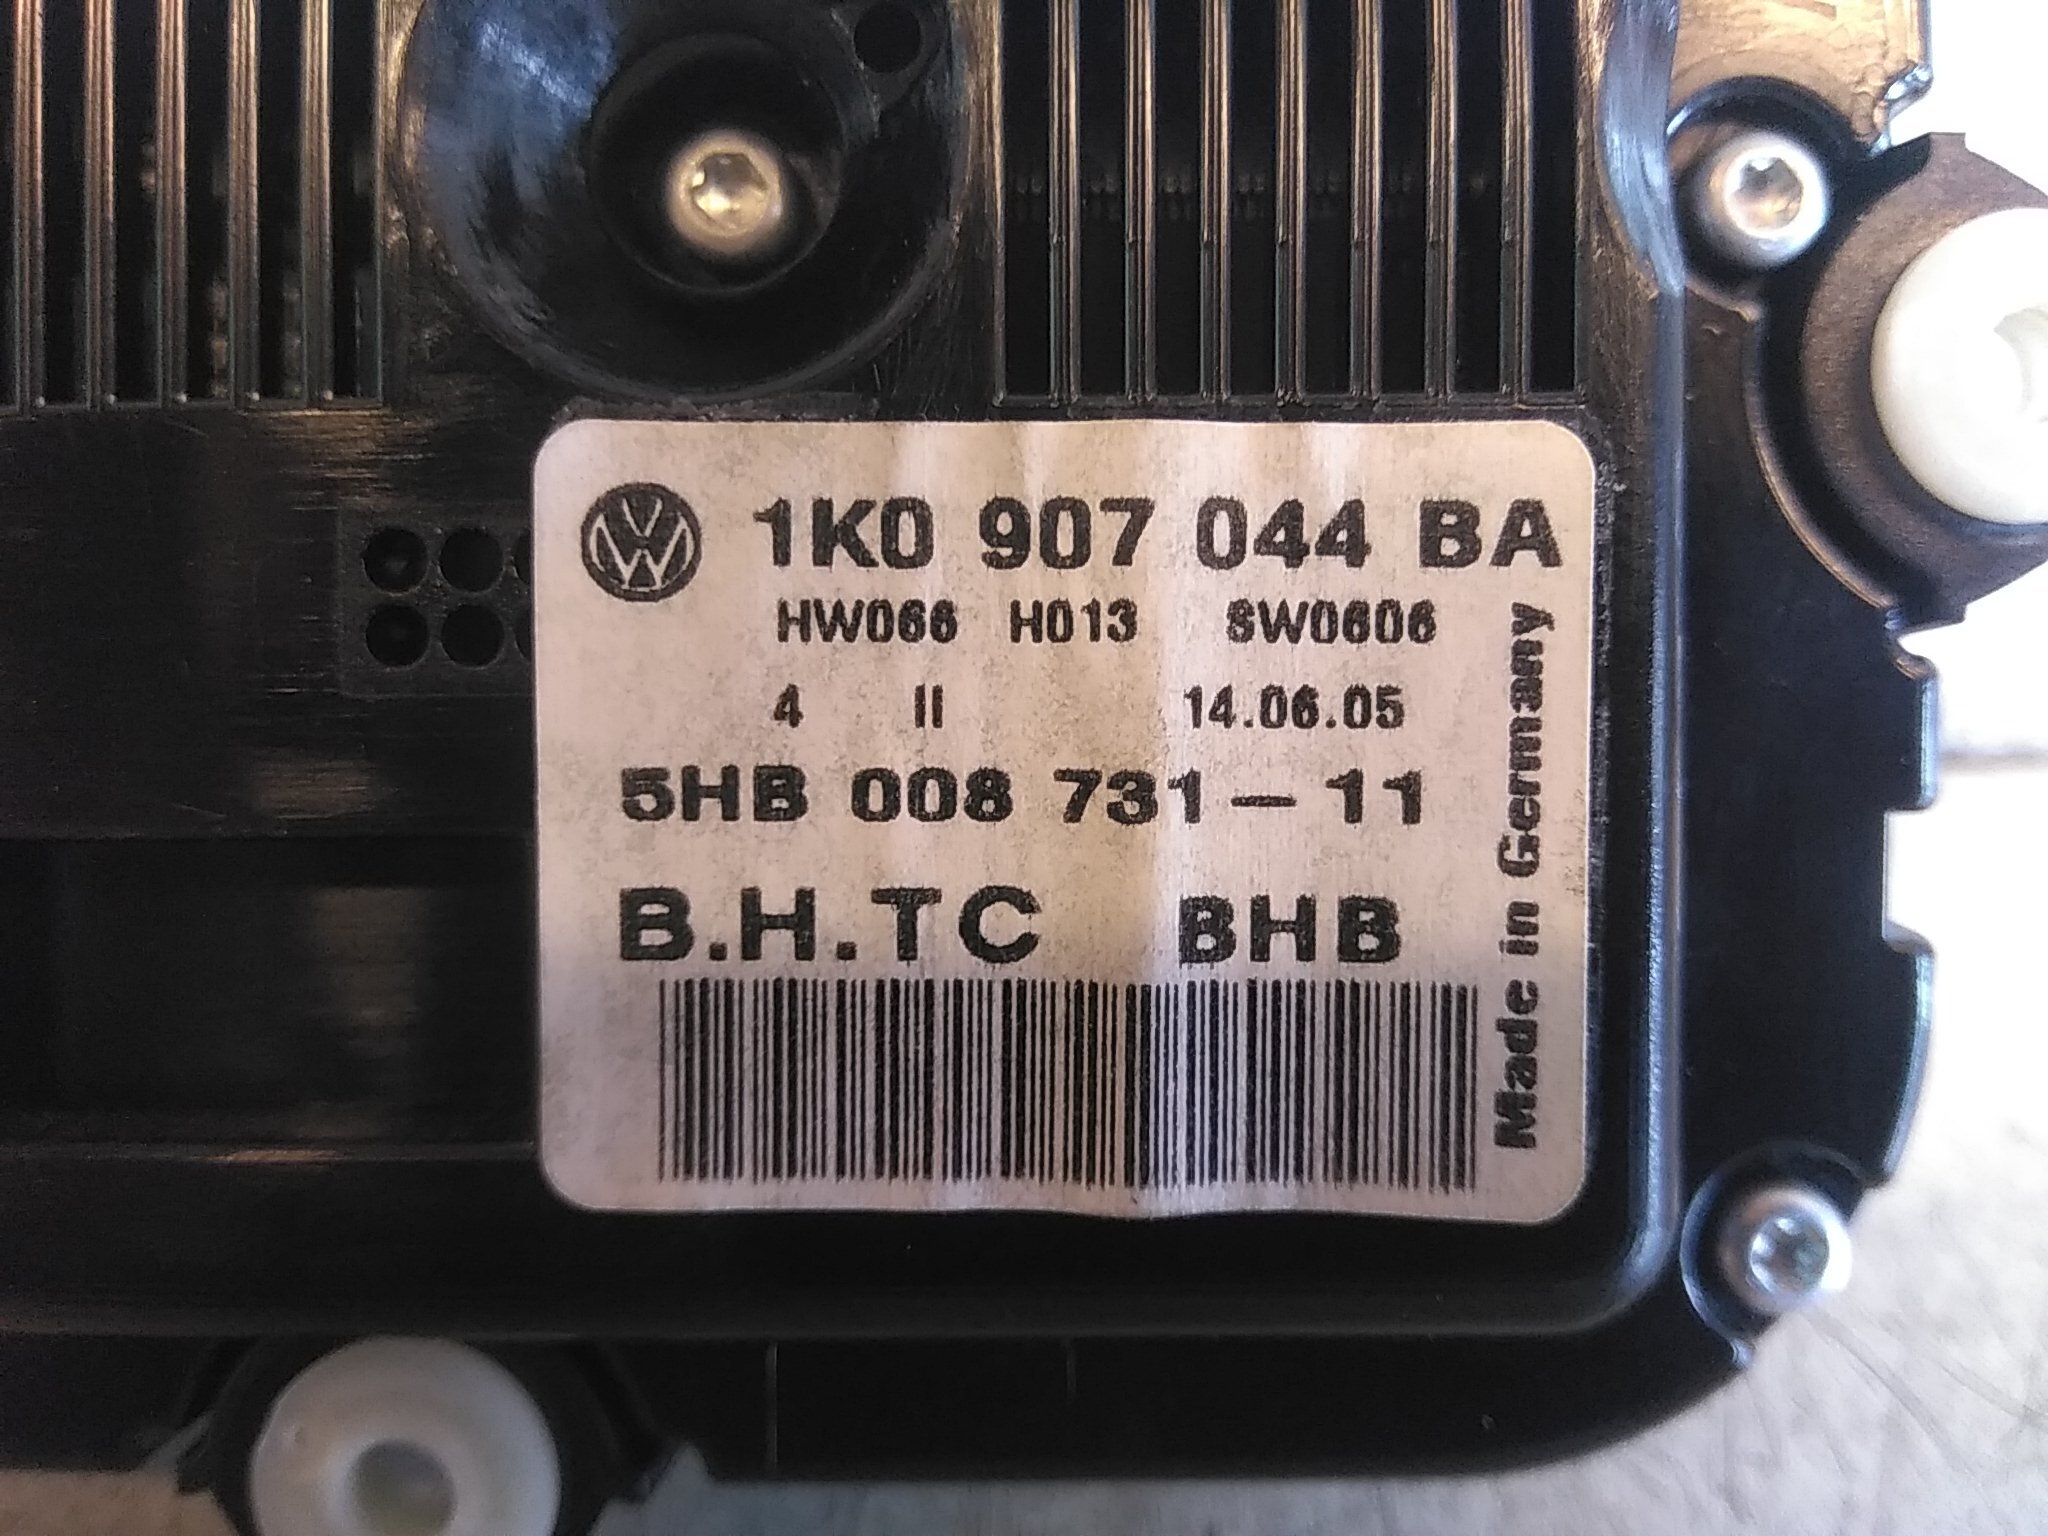 1K0 907 044 BA
HW066 H013 SW0606
4 II 14.06.05
5HB 008 731-11
B.H.TC BHB
Made in Germany